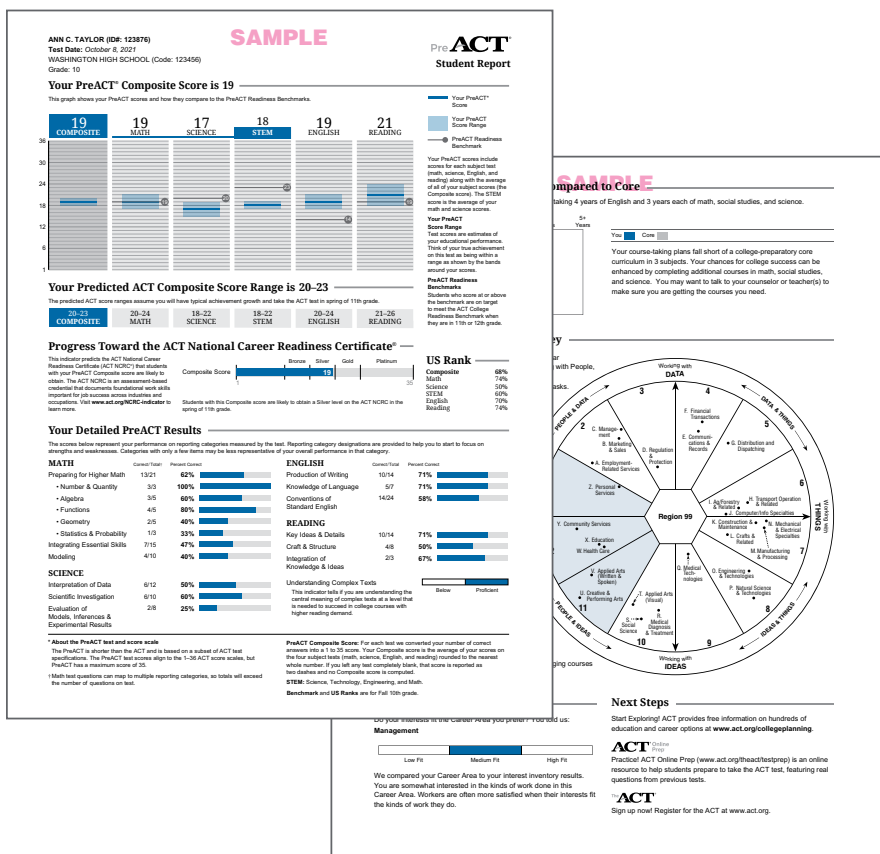 ANN C. TAYLOR (ID#: 123876)
Test Date: October 8, 2021
WASHINGTON HIGH SCHOOL (Code: 123456)
Grade: 10
SAMPLE
PreACT®
Student Report
Your PreACT® Composite Score is 19
This graph shows your PreACT scores and how they compare to the PreACT Readiness Benchmarks.
19 COMPOSITE
19 MATH
17 SCIENCE
18 STEM
19 ENGLISH
21 READING
36
30
24
18
12
6
1
Your PreACT®
Score
Your PreACT
Score Range
PreACT Readiness
Benchmark
Your PreACT scores include
scores for each subject test
(math, science, English, and
reading) along with the average
of all of your subject scores (the
Composite score). The STEM
score is the average of your
math and science scores.
Your PreACT
Score Range
Test scores are estimates of
your educational performance.
Think of your true achievement
on this test as being within a
range as shown by the bands
around your scores.
PreACT Readiness
Benchmarks
Students who score at or above
the benchmark are on target
to meet the ACT College
Readiness Benchmark when
they are in 11th or 12th grade.
Your Predicted ACT Composite Score Range is 20–23
The predicted ACT score ranges assume you will have typical achievement growth and take the ACT test in spring of 11th grade.
20–23 COMPOSITE
20–24 MATH
18–22 SCIENCE
18–22 STEM
20–24 ENGLISH
21–26 READING
Progress Toward the ACT National Career Readiness Certificate®
This indicator predicts the ACT National Career
Readiness Certificate (ACT NCRC®) that students
with your PreACT Composite score are likely to
obtain. The ACT NCRC is an assessment-based
credential that documents foundational work skills
important for job success across industries and
occupations. Visit www.act.org/NCRC-indicator to
learn more.
Bronze Silver Gold Platinum
Composite Score 19
1 35
Students with this Composite score are likely to obtain a Silver level on the ACT NCRC in the
spring of 11th grade.
US Rank
Composite 68%
Math 74%
Science 50%
STEM 60%
English 70%
Reading 74%
Your Detailed PreACT Results
The scores below represent your performance on reporting categories measured by the test. Reporting category designations are provided to help you to start to focus on
strengths and weaknesses. Categories with only a few items may be less representative of your overall performance in that category.
MATH Correct/Total† Percent Correct
Preparing for Higher Math 13/21 62%
• Number & Quantity 3/3 100%
• Algebra 3/5 60%
• Functions 4/5 80%
• Geometry 2/5 40%
• Statistics & Probability 1/3 33%
Integrating Essential Skills 7/15 47%
Modeling 4/10 40%
SCIENCE
Interpretation of Data 6/12 50%
Scientific Investigation 6/10 60%
Evaluation of 2/8 25%
Models, Inferences &
Experimental Results
ENGLISH Correct/Total Percent Correct
Production of Writing 10/14 71%
Knowledge of Language 5/7 71%
Conventions of 14/24 58%
Standard English
READING
Key Ideas & Details 10/14 71%
Craft & Structure 4/8 50%
Integration of 2/3 67%
Knowledge & Ideas
Understanding Complex Texts
This indicator tells if you are understanding the
central meaning of complex texts at a level that
is needed to succeed in college courses with
higher reading demand.
Below Proficient
* About the PreACT test and score scale
The PreACT is shorter than the ACT and is based on a subset of ACT test
specifications. The PreACT test scores align to the 1–36 ACT score scales, but
PreACT has a maximum score of 35.
† Math test questions can map to multiple reporting categories, so totals will exceed
the number of questions on test.
PreACT Composite Score: For each test we converted your number of correct
answers into a 1 to 35 score. Your Composite score is the average of your scores on
the four subject tests (math, science, English, and reading) rounded to the nearest
whole number. If you left any test completely blank, that score is reported as
two dashes and no Composite score is computed.
STEM: Science, Technology, Engineering, and Math.
Benchmark and US Ranks are for Fall 10th grade.
SAMPLE
ompared to Core
taking 4 years of English and 3 years each of math, social studies, and science.
5+
Years
You Core
Your course-taking plans fall short of a college-preparatory core
curriculum in 3 subjects. Your chances for college success can be
enhanced by completing additional courses in math, social studies,
and science. You may want to talk to your counselor or teacher(s) to
make sure you are getting the courses you need.
ey
ar
with People,
asks.
Working with
DATA
PEOPLE & DATA
DATA & THINGS
Working with
THINGS
IDEAS & THINGS
Working with
IDEAS
PEOPLE & IDEAS
Region 99
2
3
4
5
6
7
8
9
10
11
C. Manage-
ment
B. Marketing
& Sales
A. Employment-
Related Services
D. Regulation
& Protection
F. Financial
Transactions
E. Communi-
cations
& Records
G. Distribution and
Dispatching
Z. Personal
Services
Y. Community Services
X. Education
W. Health Care
V. Applied Arts
(Written &
Spoken)
U. Creative &
Performing Arts
T. Applied Arts
(Visual)
S.
Social
Science
R.
Medical
Diagnosis
& Treatment
Q. Medical
Tech-
nologies
I. Ag/Forestry
& Related
H. Transport Operation
& Related
J. Computer/Info Specialties
K. Construction &
Maintenance
L. Crafts &
Related
N. Mechanical &
Electrical
Specialties
M. Manufacturing
& Processing
O. Engineering
& Technologies
P. Natural Science
& Technologies
ging courses
Do your interests fit the Career Area you prefer? You told us:
Management
Low Fit Medium Fit High Fit
We compared your Career Area to your interest inventory results.
You are somewhat interested in the kinds of work done in this
Career Area. Workers are often more satisfied when their interests fit
the kinds of work they do.
Next Steps
Start Exploring! ACT provides free information on hundreds of
education and career options at www.act.org/collegeplanning.
ACT® Online
Prep
Practice! ACT Online Prep (www.act.org/theact/testprep) is an online
resource to help students prepare to take the ACT test, featuring real
questions from previous tests.
The ACT®
Sign up now! Register for the ACT at www.act.org.